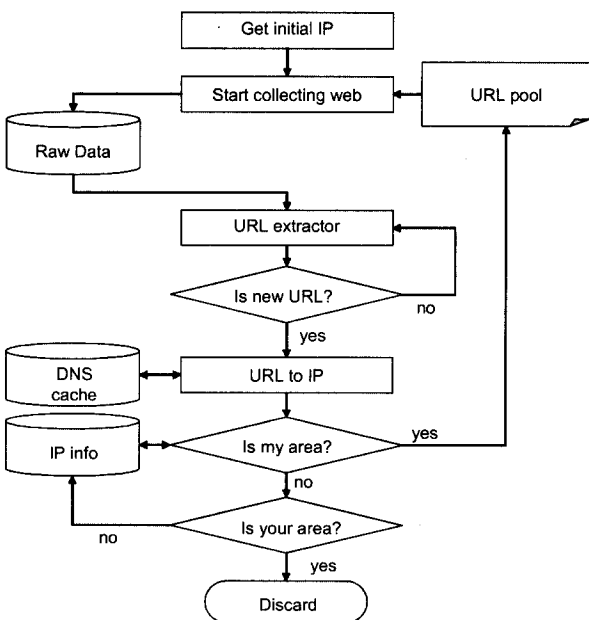 Get initial IP
Start collecting web
URL pool
Raw Data
URL extractor
Is new URL?
no
yes
DNS
cache
URL to IP
IP info
Is my area?
yes
no
Is your area?
no
yes
Discard